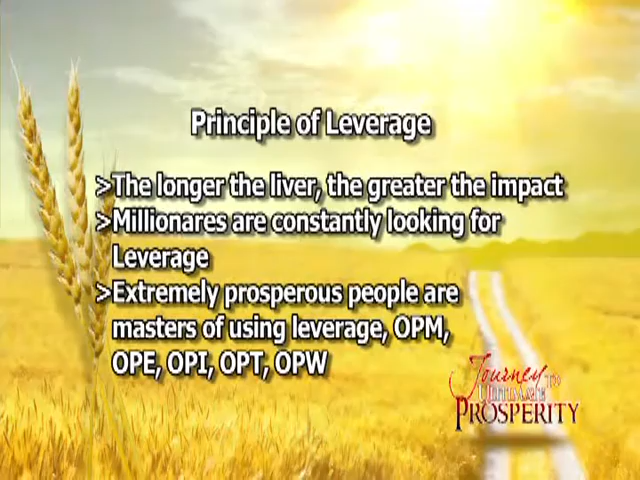 Principle of Leverage
>The longer the liver, the greater the impact
>Millionares are constantly looking for
Leverage
>Extremely prosperous people are
masters of using leverage, OPM,
OPE, OPI, OPT, OPW
Journey TO
ULTIMATE
PROSPERITY